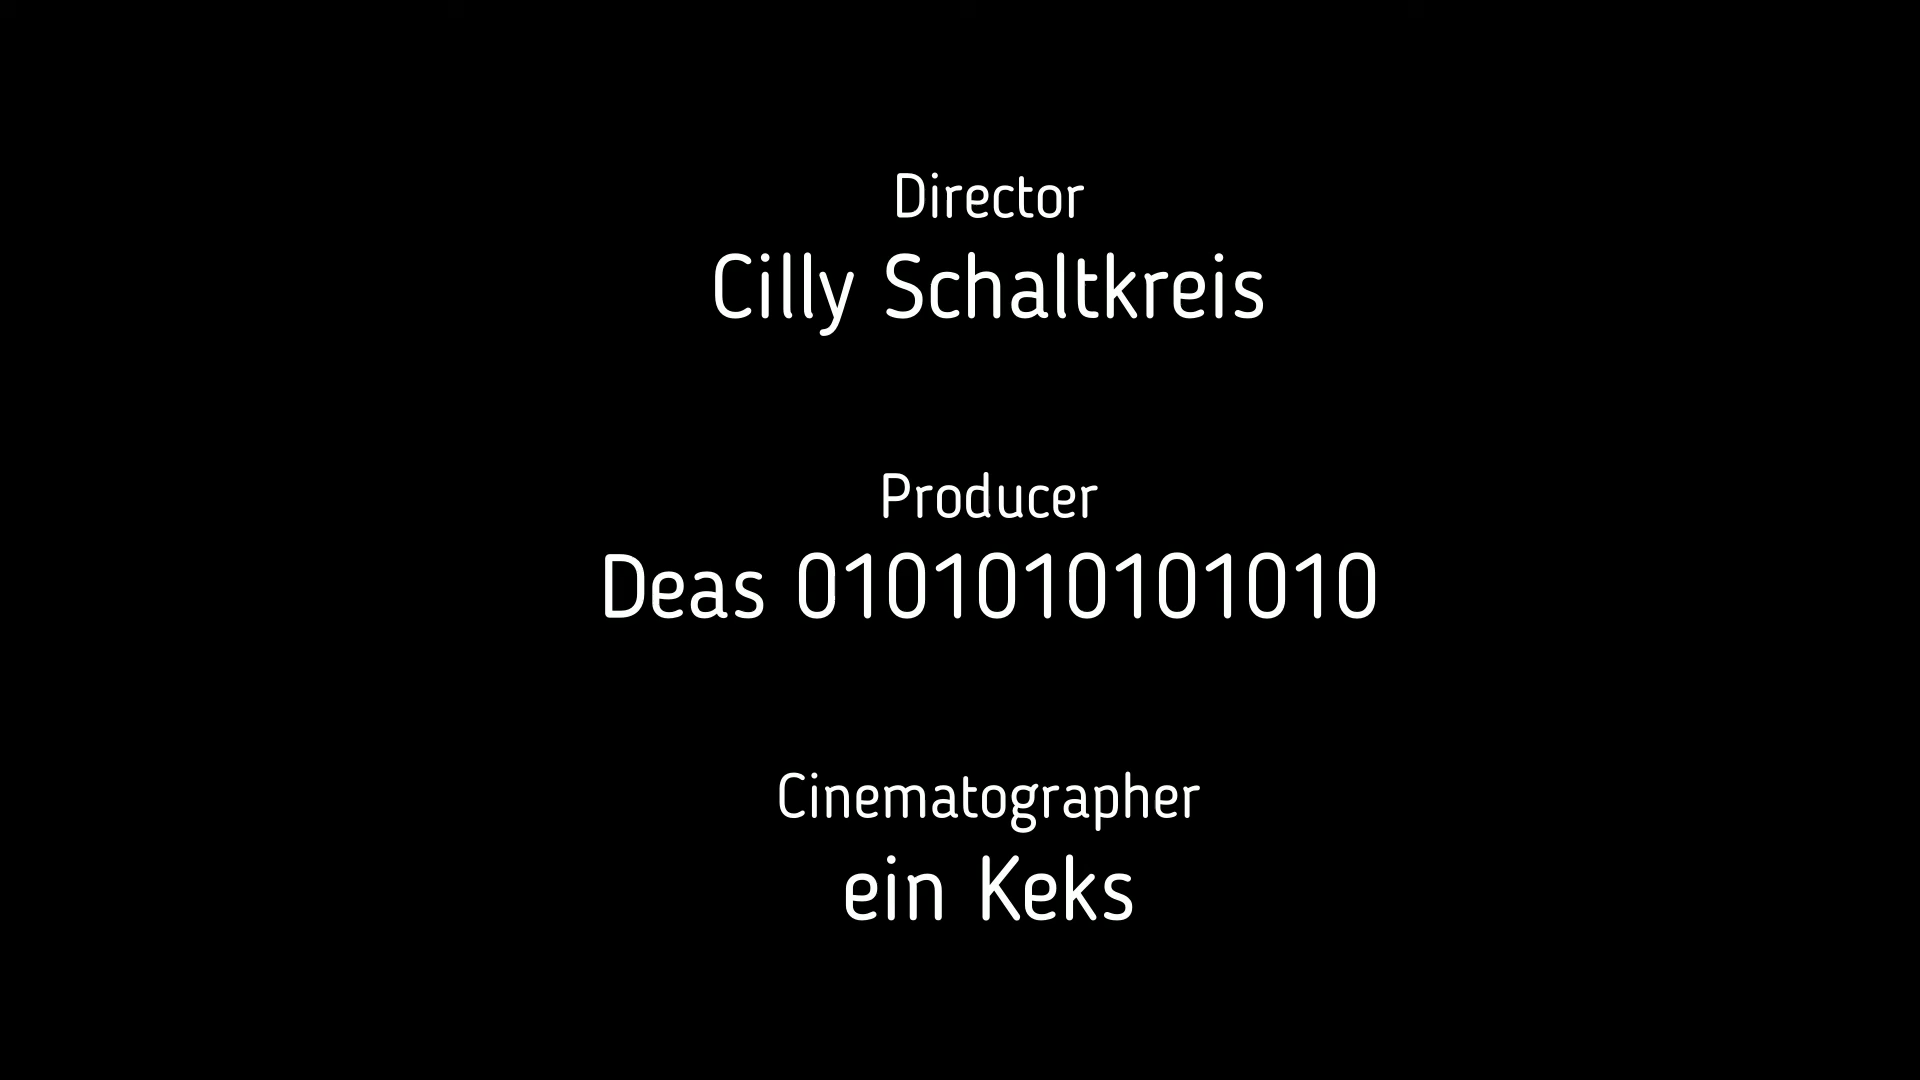 Director
Cilly Schaltkreis
Producer
Deas 0101010101010
Cinematographer
ein Keks